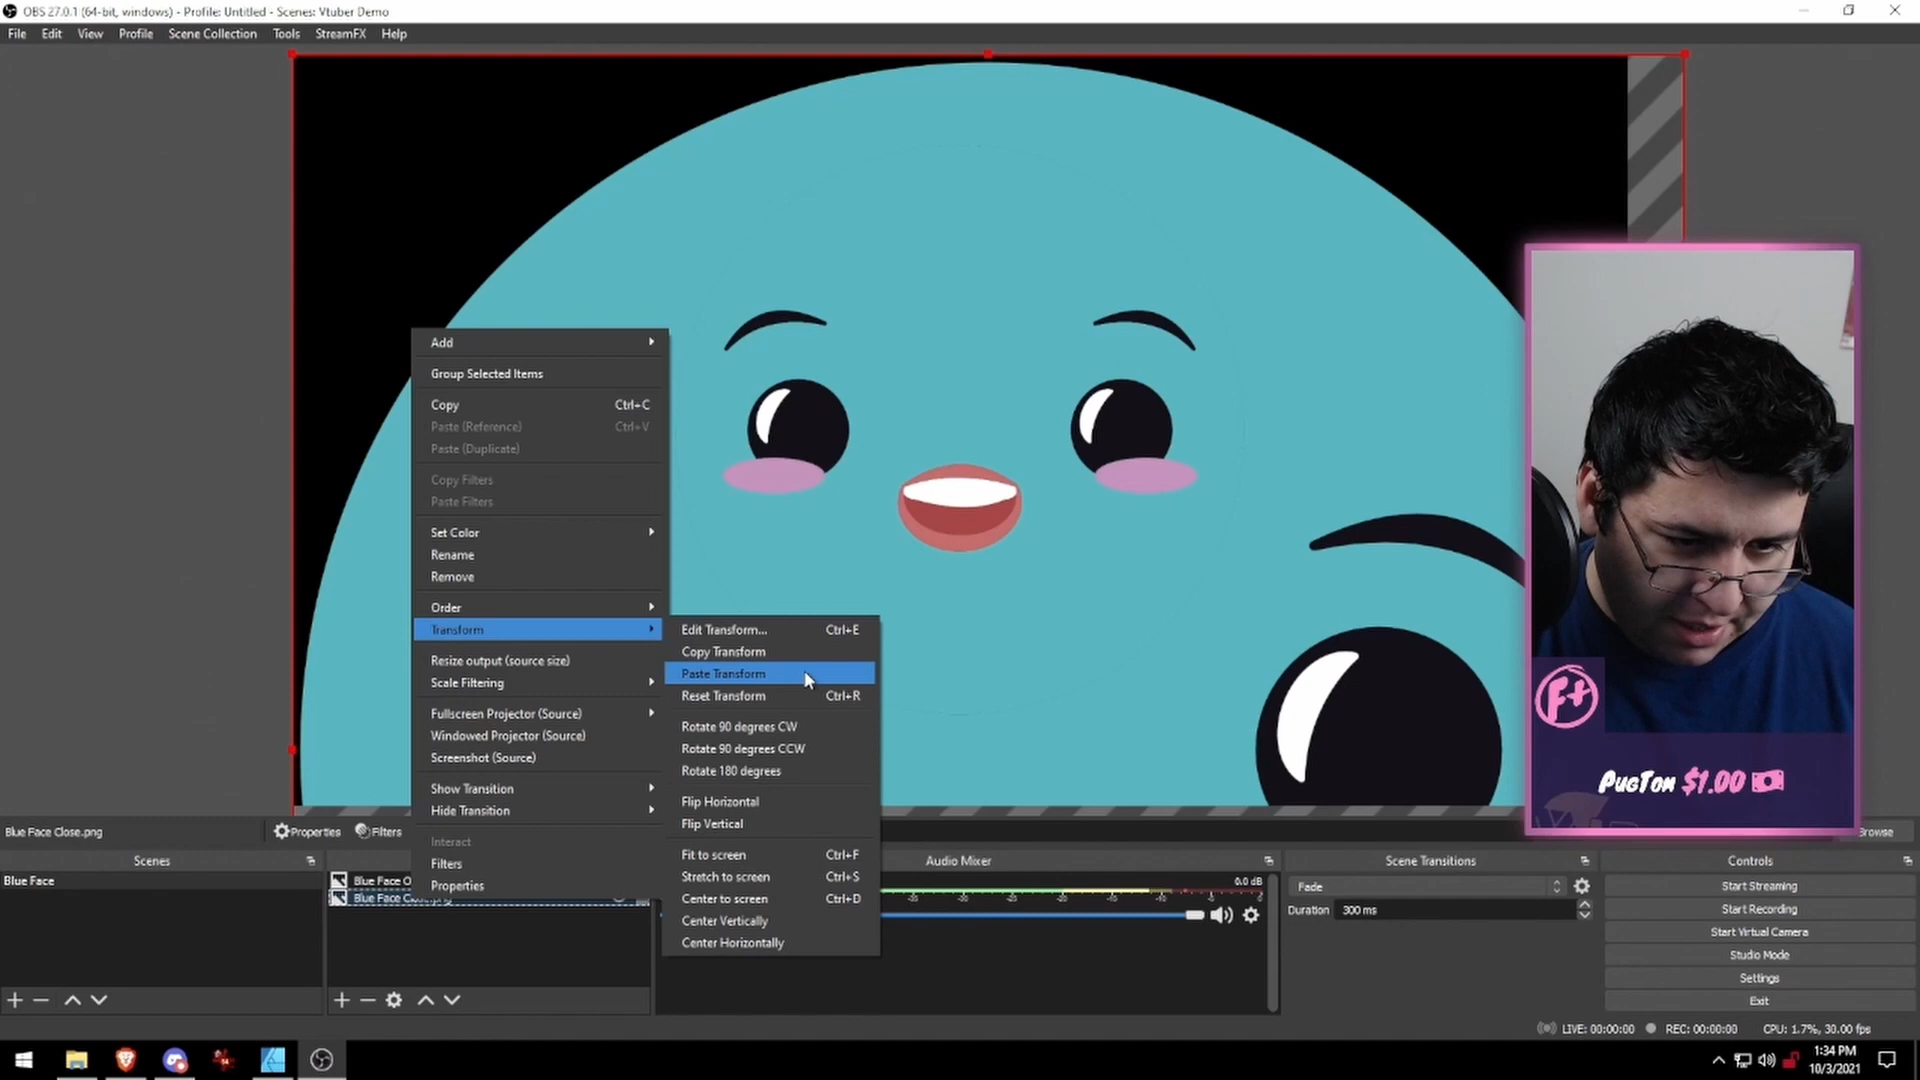 OBS 27.0.1 (64-bit, windows) - Profile: Untitled - Scenes: Vtuber Demo
File Edit View Profile Scene Collection Tools StreamFX Help
Add
Group Selected Items
Copy Ctrl+C
Paste (Reference) Ctrl+V
Paste (Duplicate)
Copy Filters
Paste Filters
Set Color
Rename
Remove
Order
Transform
Resize output (source size)
Scale Filtering
Fullscreen Projector (Source)
Windowed Projector (Source)
Screenshot (Source)
Show Transition
Hide Transition
Interact
Filters
Properties
Edit Transform... Ctrl+E
Copy Transform
Paste Transform
Reset Transform Ctrl+R
Rotate 90 degrees CW
Rotate 90 degrees CCW
Rotate 180 degrees
Flip Horizontal
Flip Vertical
Fit to screen Ctrl+F
Stretch to screen Ctrl+S
Center to screen Ctrl+D
Center Vertically
Center Horizontally
F+
PugTon $1.00
Blue Face Close.png Properties Filters Browse
Scenes Audio Mixer Scene Transitions Controls
Blue Face
Blue Face
Blue Face
0.0 dB
Fade
Duration 300 ms
Start Streaming
Start Recording
Start Virtual Camera
Studio Mode
Settings
Exit
LIVE: 00:00:00 REC: 00:00:00 CPU: 1.7%, 30.00 fps
1:34 PM
10/3/2021